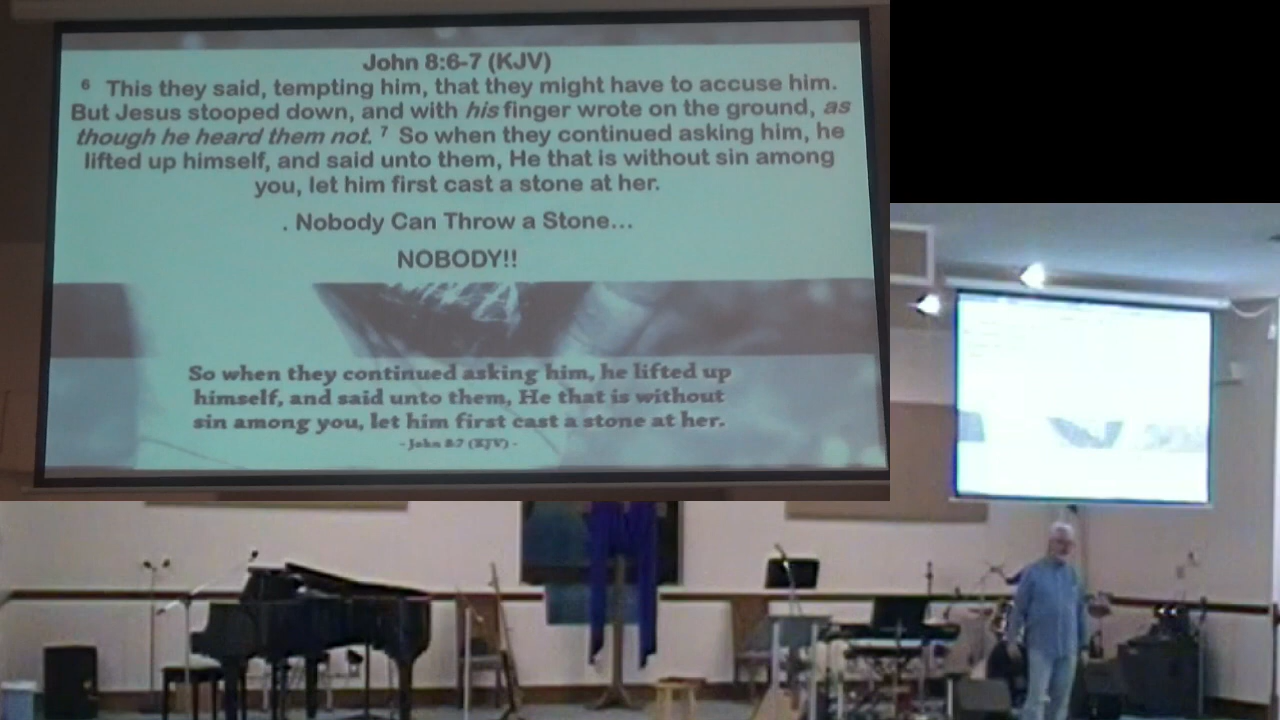 John 8:6-7 (KJV)
6 This they said, tempting him, that they might have to accuse him.
But Jesus stooped down, and with his finger wrote on the ground, as
though he heard them not. 7 So when they continued asking him, he
lifted up himself, and said unto them, He that is without sin among
you, let him first cast a stone at her.
. Nobody Can Throw a Stone...
NOBODY!!
So when they continued asking him, he lifted up
himself, and said unto them, He that is without
sin among you, let him first cast a stone at her.
- John 8:7 (KJV) -